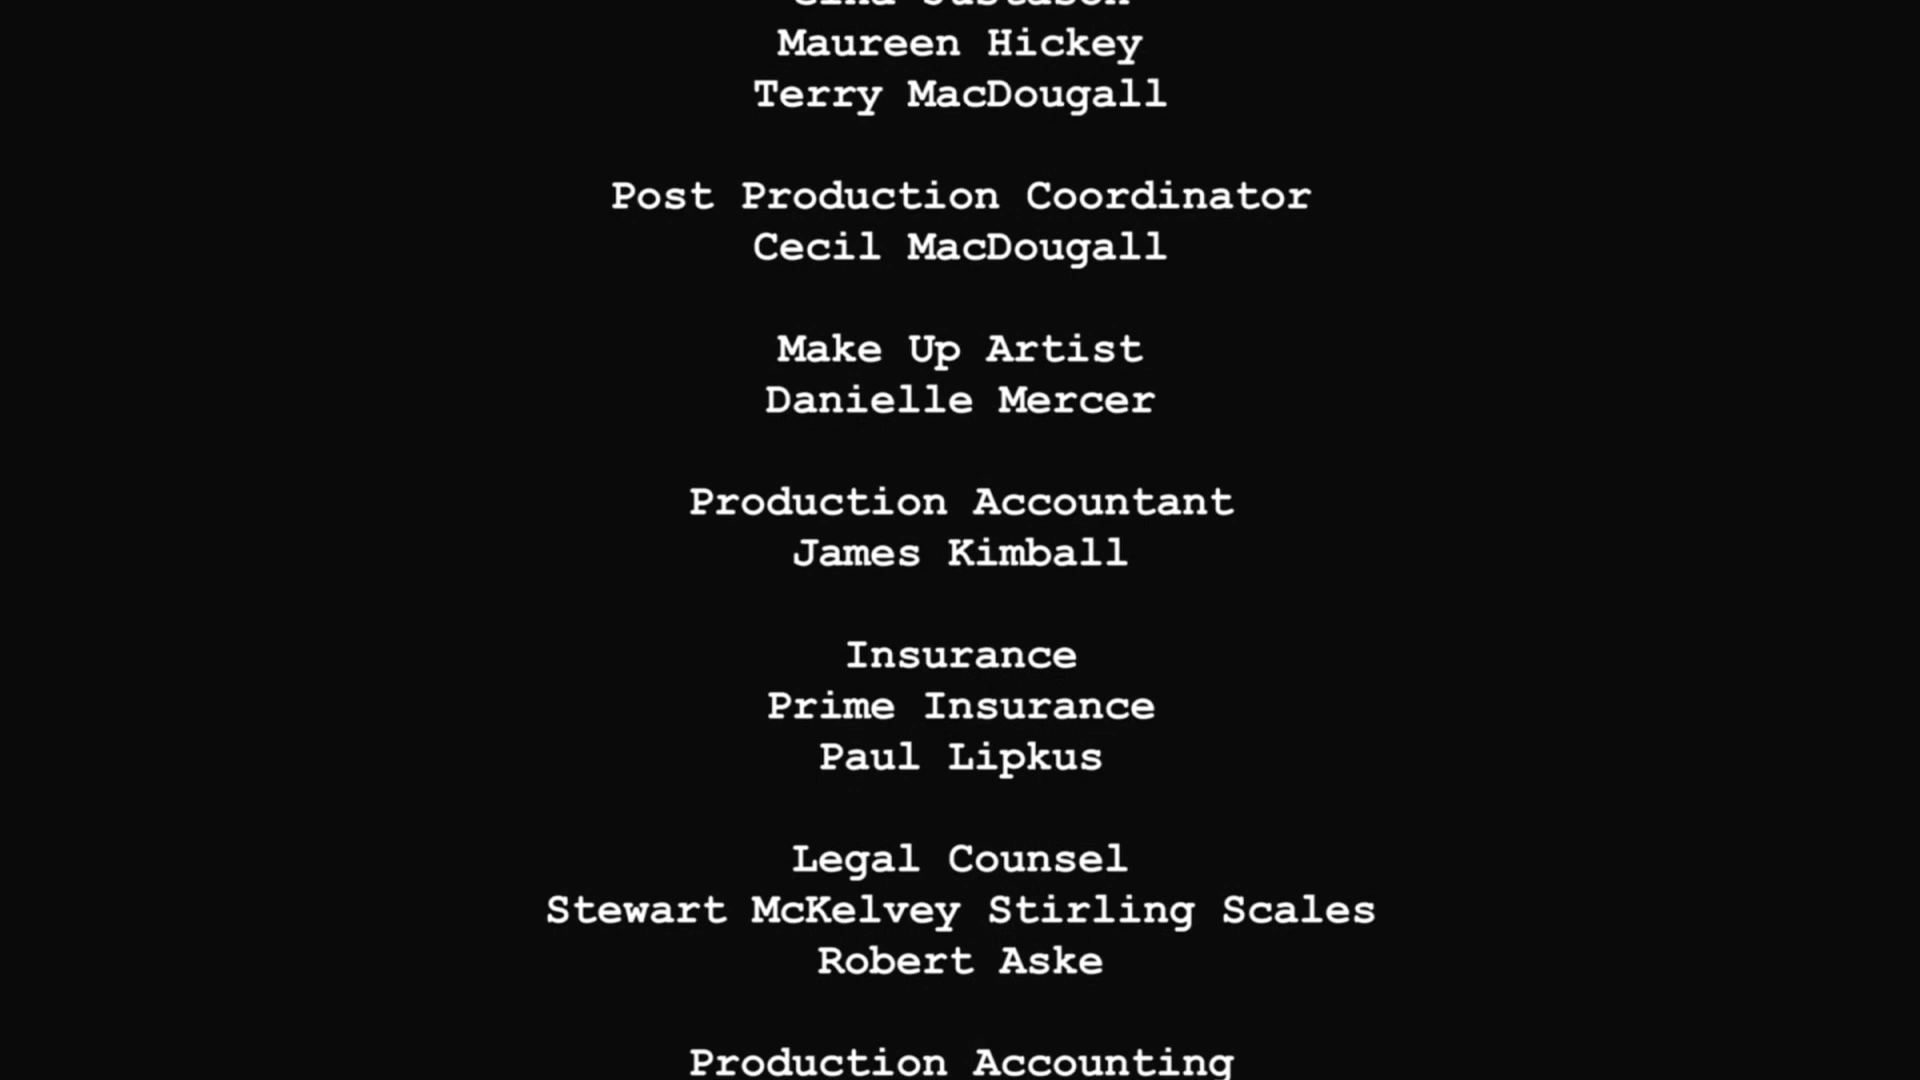 Maureen Hickey
Terry MacDougall
Post Production Coordinator
Cecil MacDougall
Make Up Artist
Danielle Mercer
Production Accountant
James Kimball
Insurance
Prime Insurance
Paul Lipkus
Legal Counsel
Stewart McKelvey Stirling Scales
Robert Aske
Production Accounting